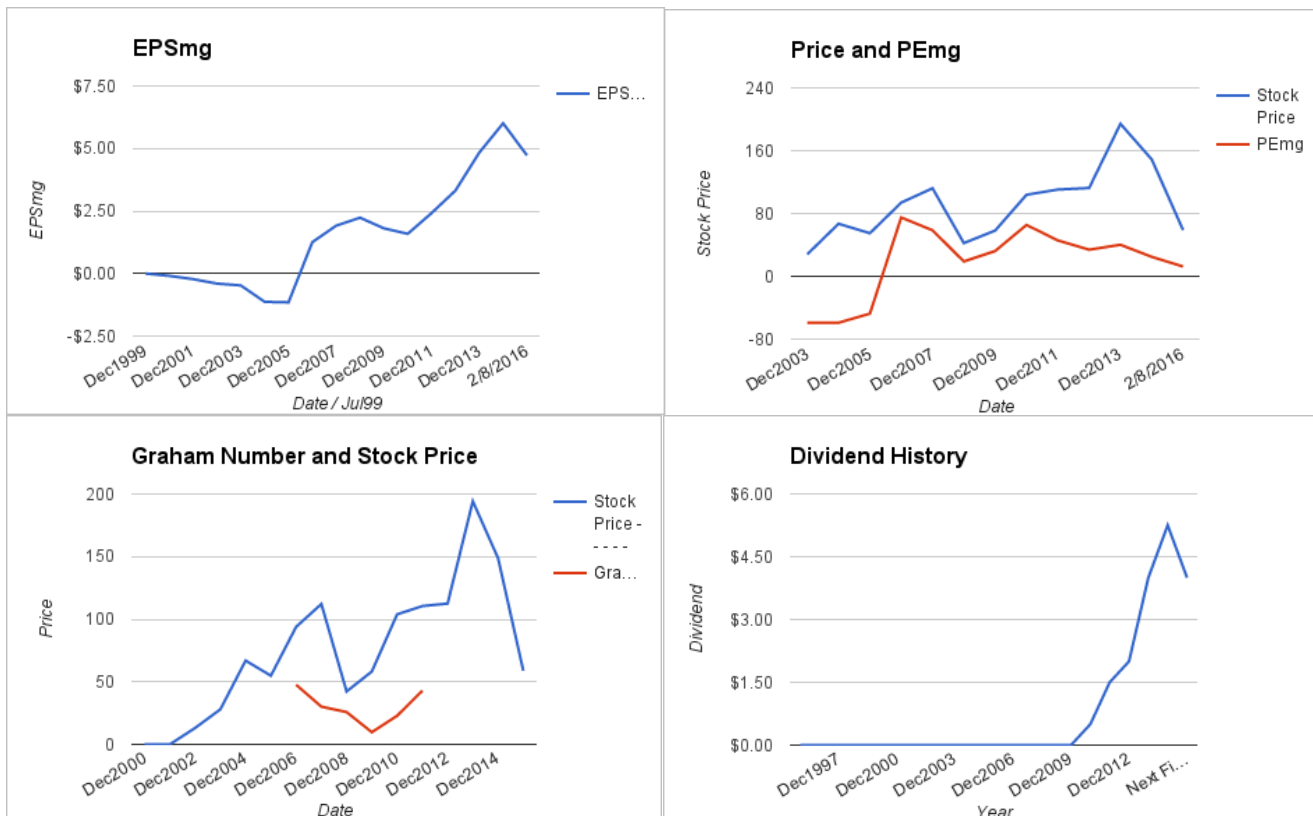 EPSmg
$7.50
$5.00
$2.50
$0.00
-$2.50
EPSmg
EPS...
Dec1999
Dec2001
Dec2003
Dec2005
Dec2007
Dec2009
Dec2011
Dec2013
2/8/2016
Date / Jul99
Price and PEmg
240
160
80
0
-80
Stock Price
Stock
Price
PEmg
Dec2003
Dec2005
Dec2007
Dec2009
Dec2011
Dec2013
2/8/2016
Date
Graham Number and Stock Price
200
150
100
50
0
Price
Stock
Price -
- - - -
Gra...
Dec2000
Dec2002
Dec2004
Dec2006
Dec2008
Dec2010
Dec2012
Dec2014
Date
Dividend History
$6.00
$4.50
$3.00
$1.50
$0.00
Dividend
Dec1997
Dec2000
Dec2003
Dec2006
Dec2009
Dec2012
Next Fi...
Year